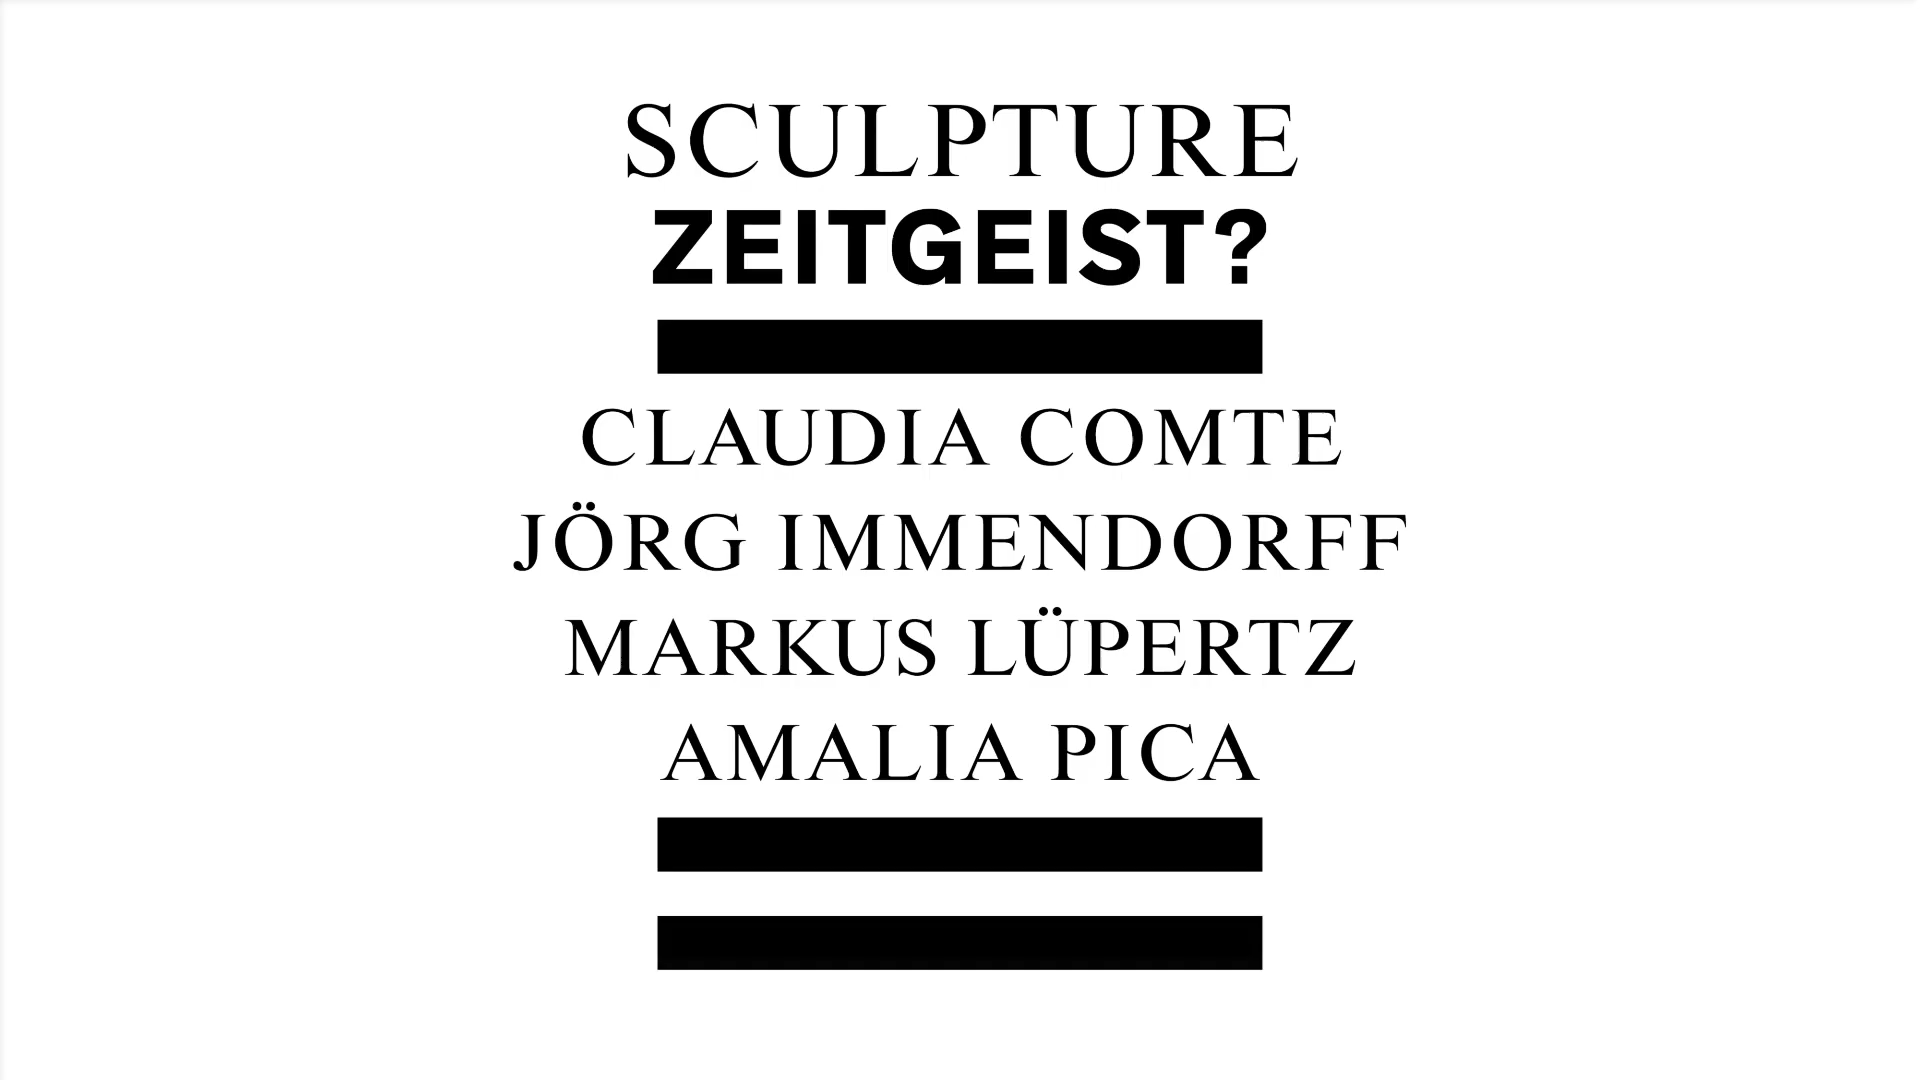 SCULPTURE
ZEITGEIST?
CLAUDIA COMTE
JÖRG IMMENDORFF
MARKUS LÜPERTZ
AMALIA PICA